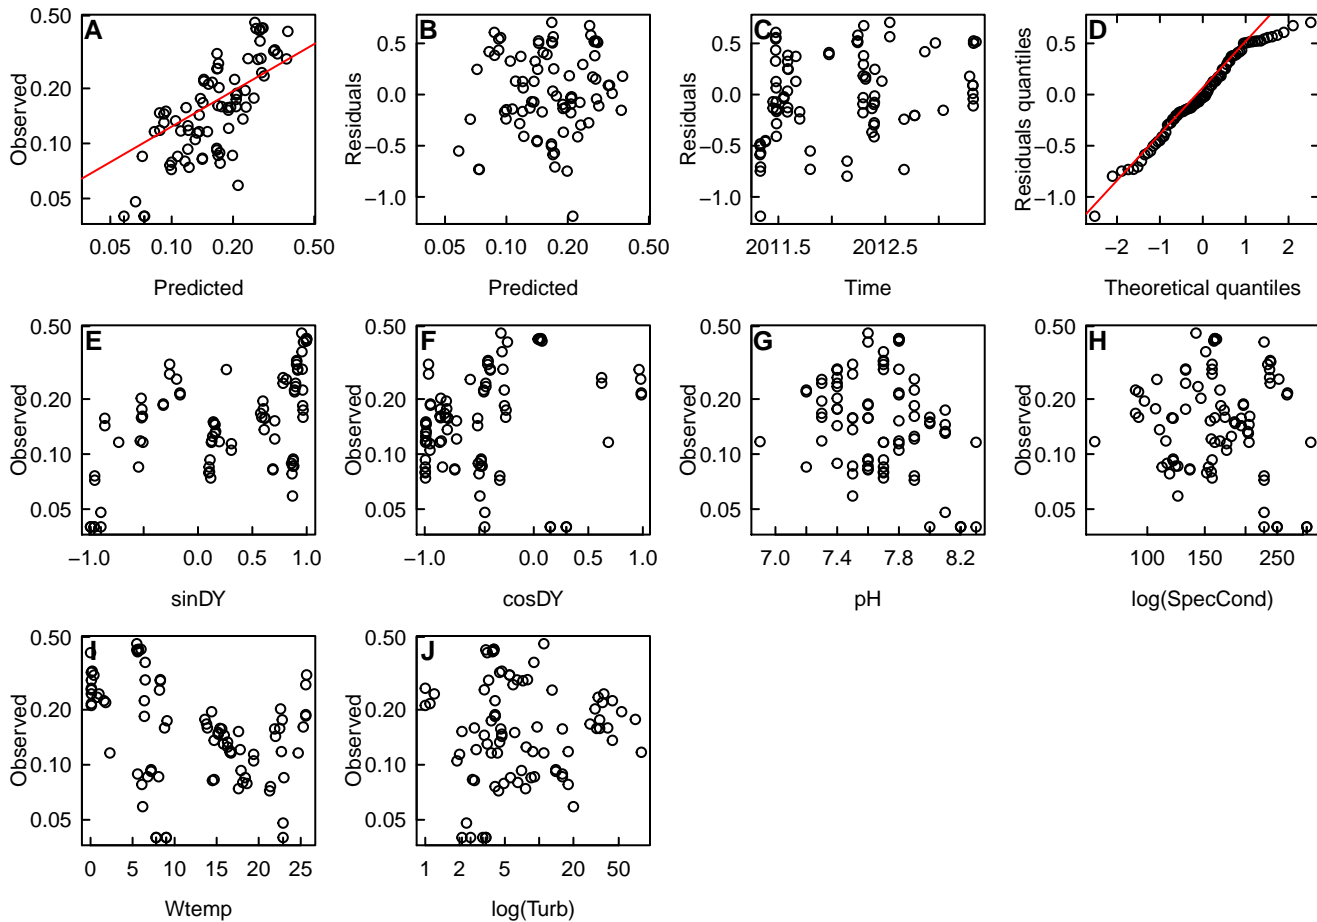 A
Observed
0.50
0.20
0.10
0.05
0.05 0.10 0.20 0.50
Predicted
B
Residuals
0.5
0.0
−0.5
−1.0
0.05 0.10 0.20 0.50
Predicted
C
Residuals
0.5
0.0
−0.5
−1.0
2011.5 2012.5
Time
D
Residuals quantiles
0.5
0.0
−0.5
−1.0
−2 −1 0 1 2
Theoretical quantiles
E
Observed
0.50
0.20
0.10
0.05
−1.0 0.0 0.5 1.0
sinDY
F
Observed
0.50
0.20
0.10
0.05
−1.0 0.0 0.5 1.0
cosDY
G
Observed
0.50
0.20
0.10
0.05
7.0 7.4 7.8 8.2
pH
H
Observed
0.50
0.20
0.10
0.05
100 150 250
log(SpecCond)
I
Observed
0.50
0.20
0.10
0.05
0 5 10 15 20 25
Wtemp
J
Observed
0.50
0.20
0.10
0.05
1 2 5 20 50
log(Turb)